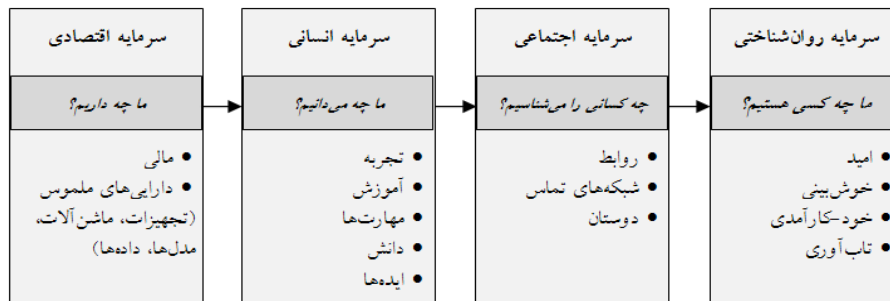 سرمایه اقتصادی
ما چه داریم؟
• مالی
• دارایی‌های ملموس
(تجهیزات، ماشن‌آلات،
مدل‌ها، داده‌ها)
سرمایه انسانی
ما چه می‌دانیم؟
• تجربه
• آموزش
• مهارت‌ها
• دانش
• ایده‌ها
سرمایه اجتماعی
چه کسانی را می‌شناسیم؟
• روابط
• شبکه‌های تماس
• دوستان
سرمایه روان‌شناختی
ما چه کسی هستیم؟
• امید
• خوش‌بینی
• خود-کارآمدی
• تاب‌آوری